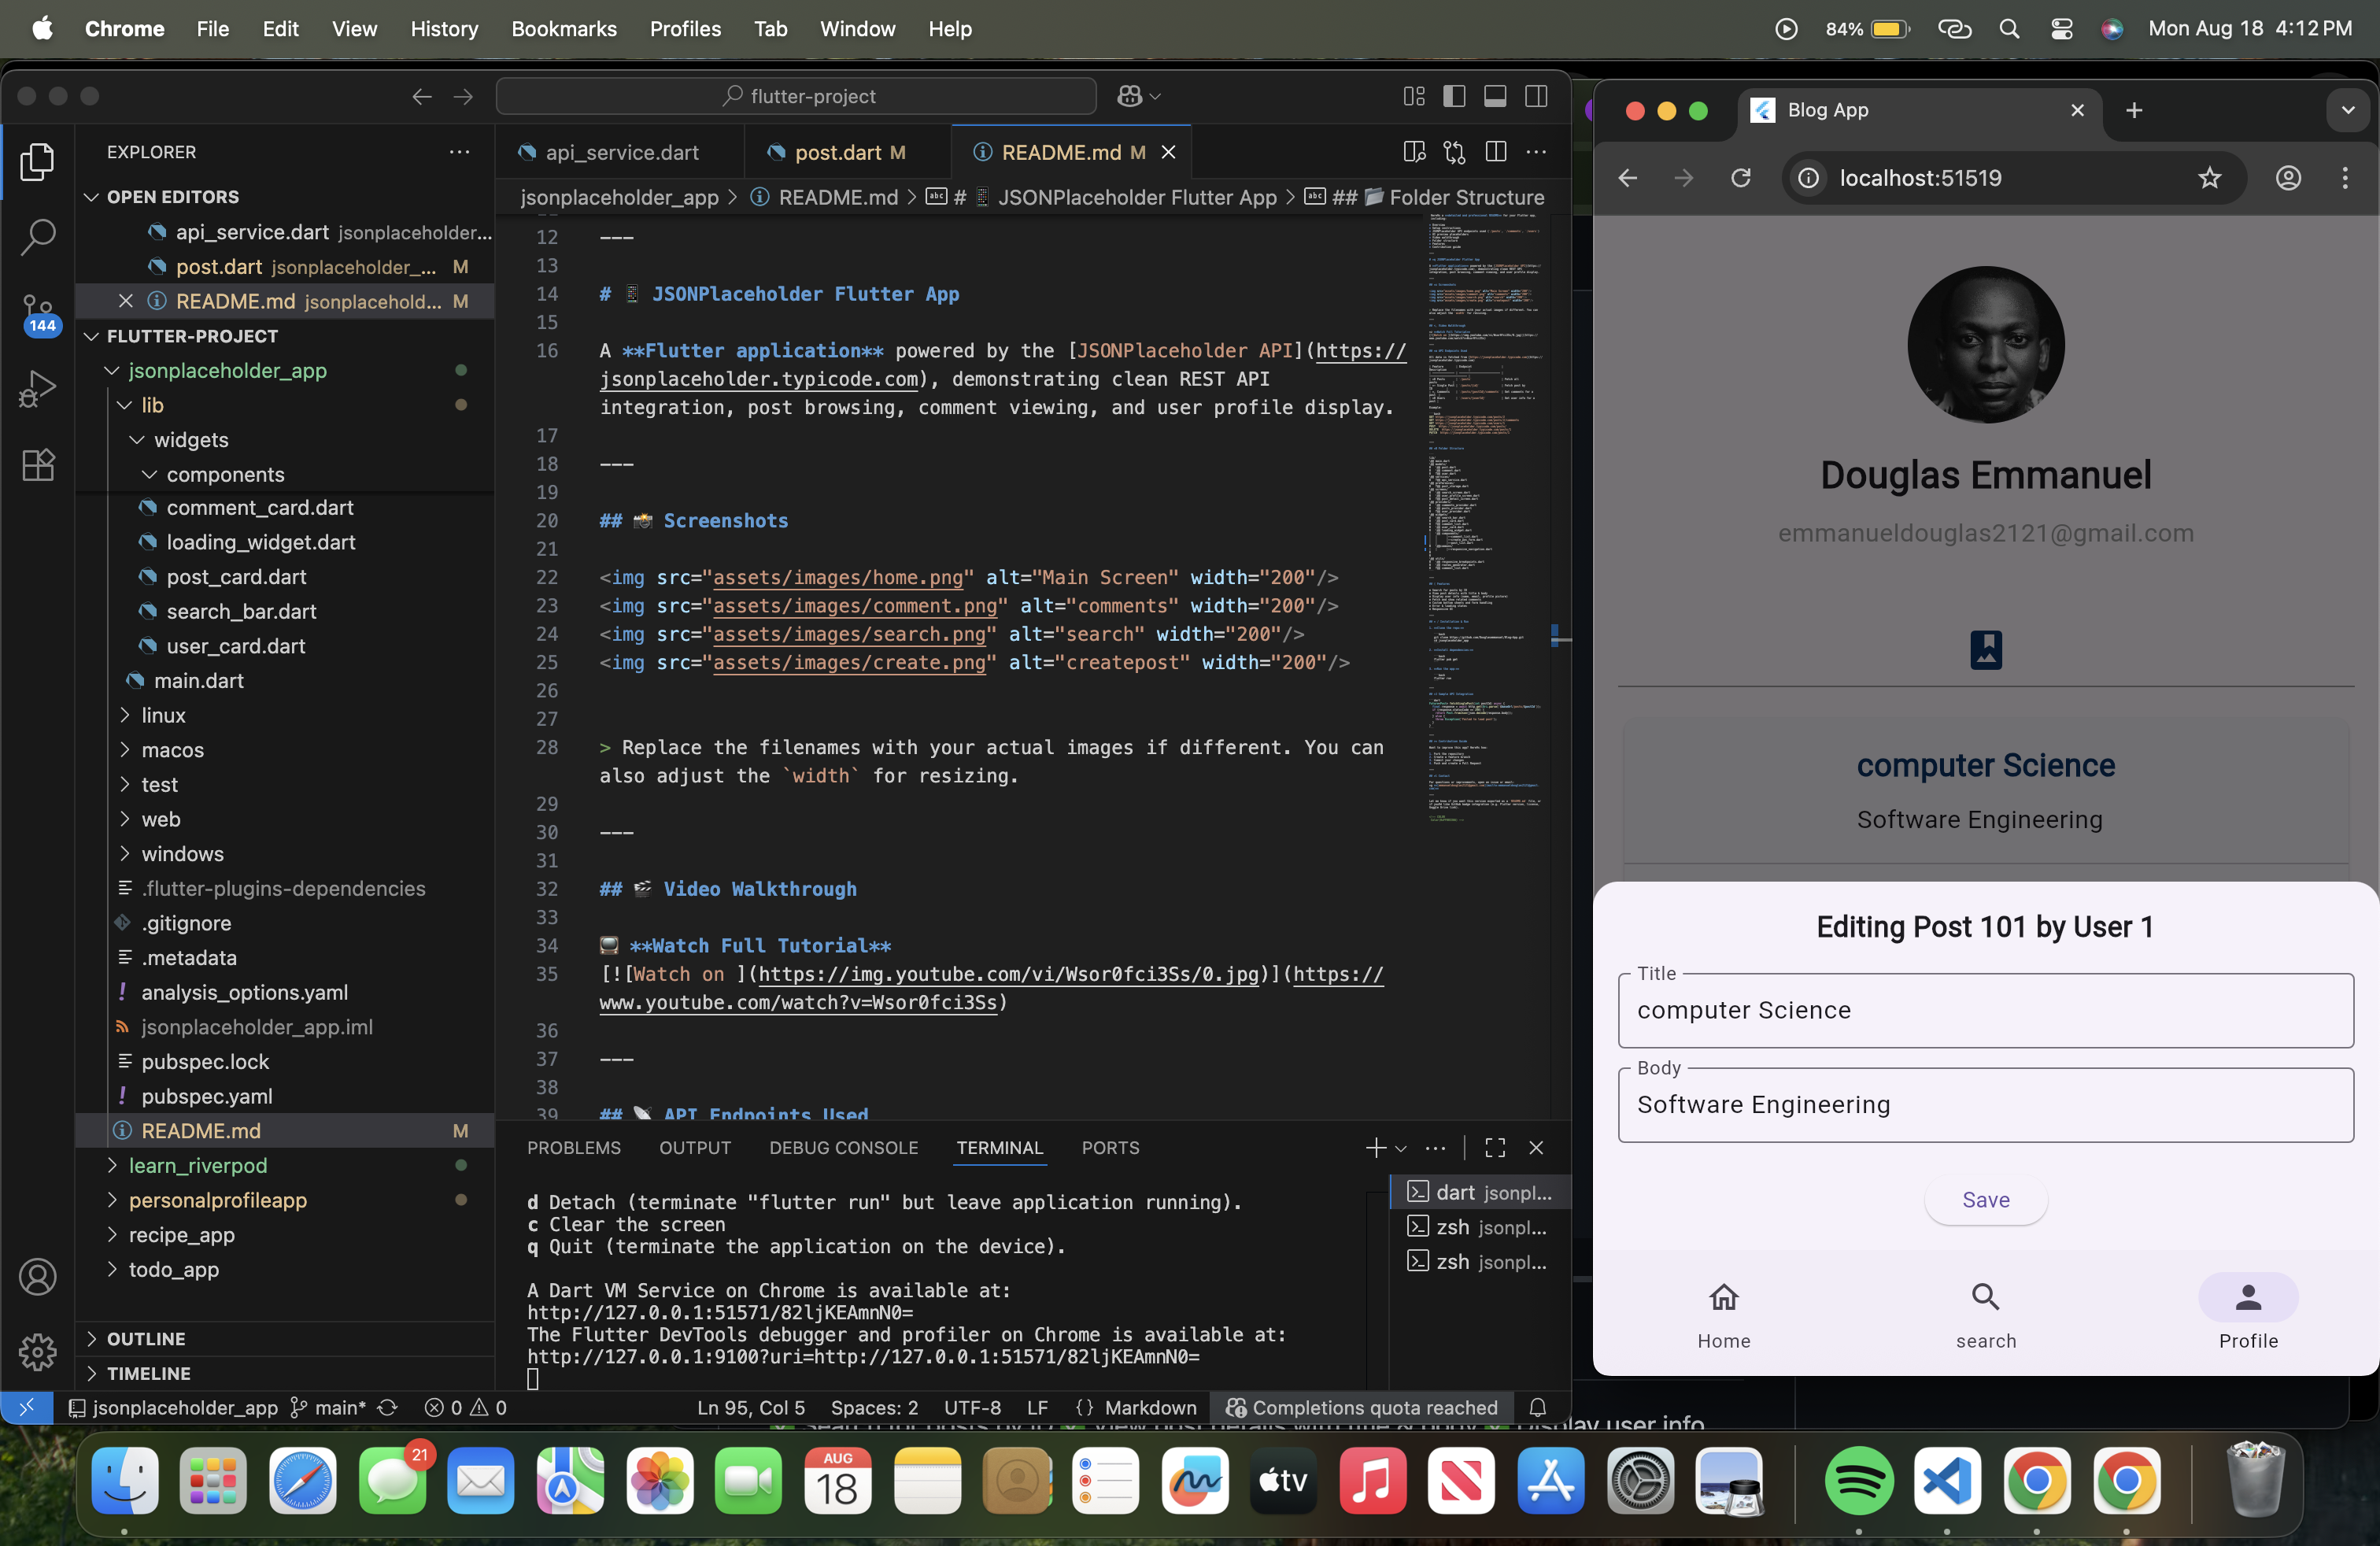 Chrome File Edit View History Bookmarks Profiles Tab Window Help
84% Mon Aug 18 4:12 PM
flutter-project
EXPLORER
OPEN EDITORS
api_service.dart jsonplaceholder...
post.dart jsonplaceholder_... M
README.md jsonplacehold... M
FLUTTER-PROJECT
144
jsonplaceholder_app
lib
widgets
components
comment_card.dart
loading_widget.dart
post_card.dart
search_bar.dart
user_card.dart
main.dart
linux
macos
test
web
windows
.flutter-plugins-dependencies
.gitignore
.metadata
analysis_options.yaml
jsonplaceholder_app.iml
pubspec.lock
pubspec.yaml
README.md M
learn_riverpod
personalprofileapp
recipe_app
todo_app
OUTLINE
TIMELINE
api_service.dart post.dart M README.md M
jsonplaceholder_app > README.md > # 📱 JSONPlaceholder Flutter App > ## 📂 Folder Structure
12 ---
13
14 # 📱 JSONPlaceholder Flutter App
15
16 A **Flutter application** powered by the [JSONPlaceholder API](https://
jsonplaceholder.typicode.com), demonstrating clean REST API
integration, post browsing, comment viewing, and user profile display.
17
18 ---
19
20 ## 📸 Screenshots
21
22 <img src="assets/images/home.png" alt="Main Screen" width="200"/>
23 <img src="assets/images/comment.png" alt="comments" width="200"/>
24 <img src="assets/images/search.png" alt="search" width="200"/>
25 <img src="assets/images/create.png" alt="createpost" width="200"/>
26
27
28 > Replace the filenames with your actual images if different. You can
also adjust the `width` for resizing.
29
30 ---
31
32 ## 🎬 Video Walkthrough
33
34 📺 **Watch Full Tutorial**
35 [![Watch on ](https://img.youtube.com/vi/Wsor0fci3Ss/0.jpg)](https://
www.youtube.com/watch?v=Wsor0fci3Ss)
36
37 ---
38
39 ## 📡 API Endpoints Used
PROBLEMS OUTPUT DEBUG CONSOLE TERMINAL PORTS
d Detach (terminate "flutter run" but leave application running).
c Clear the screen
q Quit (terminate the application on the device).
A Dart VM Service on Chrome is available at:
http://127.0.0.1:51571/82ljKEAmnN0=
The Flutter DevTools debugger and profiler on Chrome is available at:
http://127.0.0.1:9100?uri=http://127.0.0.1:51571/82ljKEAmnN0=
dart jsonpl...
zsh jsonpl...
zsh jsonpl...
jsonplaceholder_app main* 0 0 Ln 95, Col 5 Spaces: 2 UTF-8 LF {} Markdown Completions quota reached
Blog App
localhost:51519
Douglas Emmanuel
emmanueldouglas2121@gmail.com
computer Science
Software Engineering
Editing Post 101 by User 1
Title
computer Science
Body
Software Engineering
Save
Home search Profile
21
AUG
18
tv